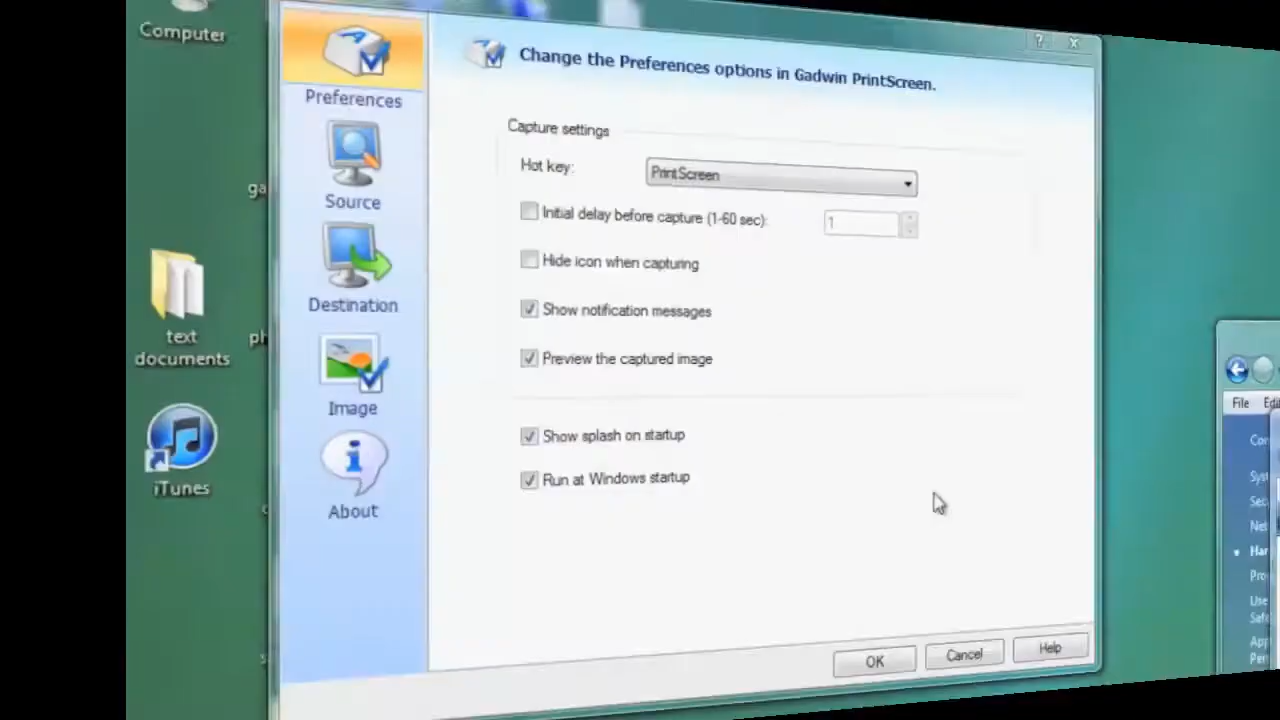 Computer
Preferences
Source
Destination
Image
About
Change the Preferences options in Gadwin PrintScreen.
Capture settings
Hot key:
PrintScreen
Initial delay before capture (1-60 sec):
1
Hide icon when capturing
Show notification messages
Preview the captured image
Show splash on startup
Run at Windows startup
OK
Cancel
Help
text
documents
iTunes
File